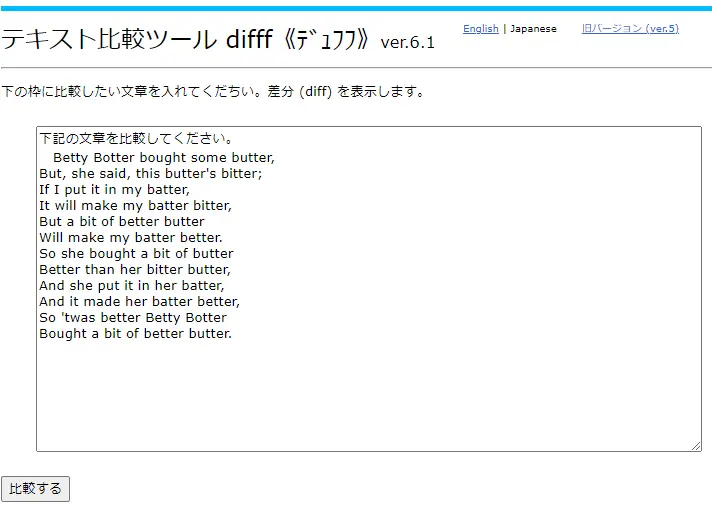 テキスト比較ツール difff《ﾃﾞｭﾌﾌ》ver.6.1
English | Japanese
旧バージョン (ver.5)
下の枠に比較したい文章を入れてくだちい。差分 (diff) を表示します。
下記の文章を比較してください。
Betty Botter bought some butter,
But, she said, this butter's bitter;
If I put it in my batter,
It will make my batter bitter,
But a bit of better butter
Will make my batter better.
So she bought a bit of butter
Better than her bitter butter,
And she put it in her batter,
And it made her batter better,
So 'twas better Betty Botter
Bought a bit of better butter.
比較する